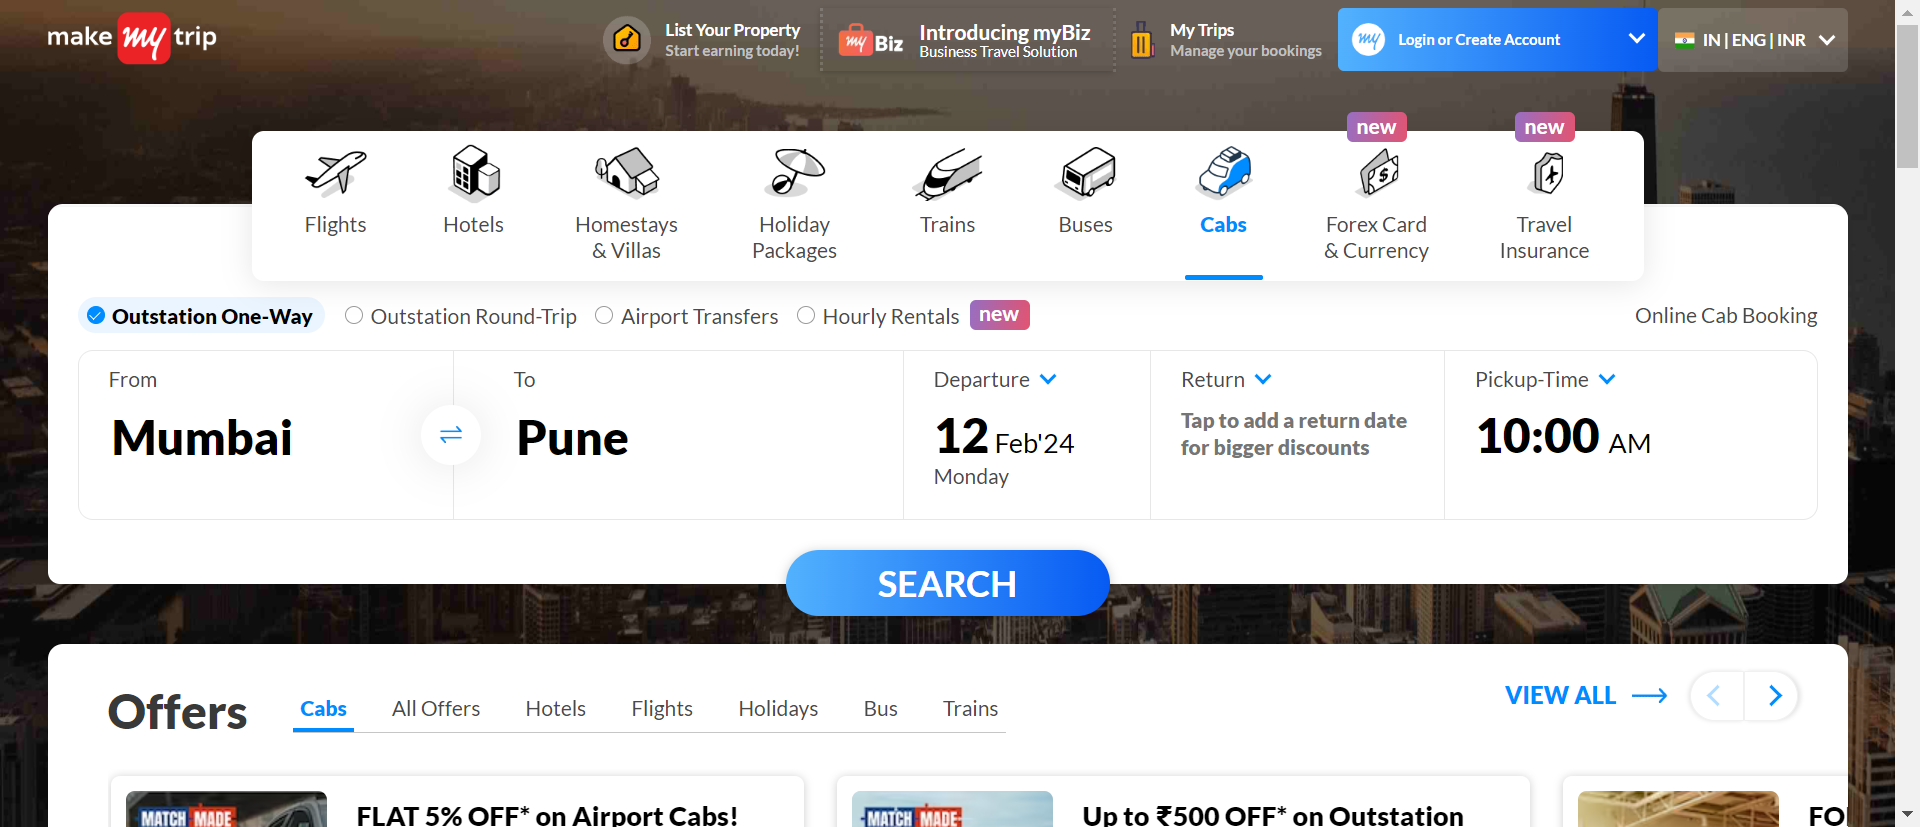 make my trip
List Your Property
Start earning today!
my Biz
Introducing myBiz
Business Travel Solution
My Trips
Manage your bookings
my
Login or Create Account
IN | ENG | INR
new
new
Flights
Hotels
Homestays
& Villas
Holiday
Packages
Trains
Buses
Cabs
Forex Card
& Currency
Travel
Insurance
Outstation One-Way
Outstation Round-Trip
Airport Transfers
Hourly Rentals
new
Online Cab Booking
From
Mumbai
To
Pune
Departure
12 Feb'24
Monday
Return
Tap to add a return date
for bigger discounts
Pickup-Time
10:00 AM
SEARCH
Offers
Cabs
All Offers
Hotels
Flights
Holidays
Bus
Trains
VIEW ALL
MATCH MADE
FLAT 5% OFF* on Airport Cabs!
MATCH MADE
Up to ₹500 OFF* on Outstation
FO